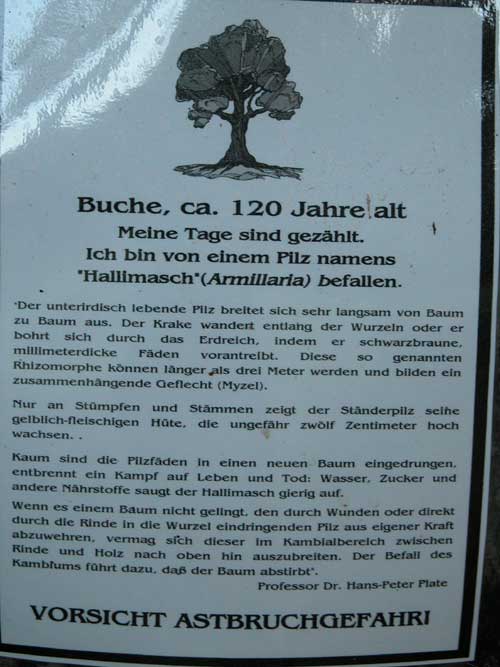 Buche, ca. 120 Jahre alt
Meine Tage sind gezählt.
Ich bin von einem Pilz namens
"Hallimasch"(Armillaria) befallen.
"Der unterirdisch lebende Pilz breitet sich sehr langsam von Baum
zu Baum aus. Der Krake wandert entlang der Wurzeln oder er
bohrt sich durch das Erdreich, indem er schwarzbraune,
millimeterdicke Fäden vorantreibt. Diese so genannten
Rhizomorphe können länger als drei Meter werden und bilden ein
zusammenhängende Geflecht (Myzel).
Nur an Stümpfen und Stämmen zeigt der Ständerpilz seine
gelblich-fleischigen Hüte, die ungefähr zwölf Zentimeter hoch
wachsen. .
Kaum sind die Pilzfäden in einen neuen Baum eingedrungen,
entbrennt ein Kampf auf Leben und Tod: Wasser, Zucker und
andere Nährstoffe saugt der Hallimasch gierig auf.
Wenn es einem Baum nicht gelingt, den durch Wunden oder direkt
durch die Rinde in die Wurzel eindringenden Pilz aus eigener Kraft
abzuwehren, vermag sich dieser im Kambialbereich zwischen
Rinde und Holz nach oben hin auszubreiten. Der Befall des
Kambiums führt dazu, daß der Baum abstirbt".
Professor Dr. Hans-Peter Plate
VORSICHT ASTBRUCHGEFAHR!